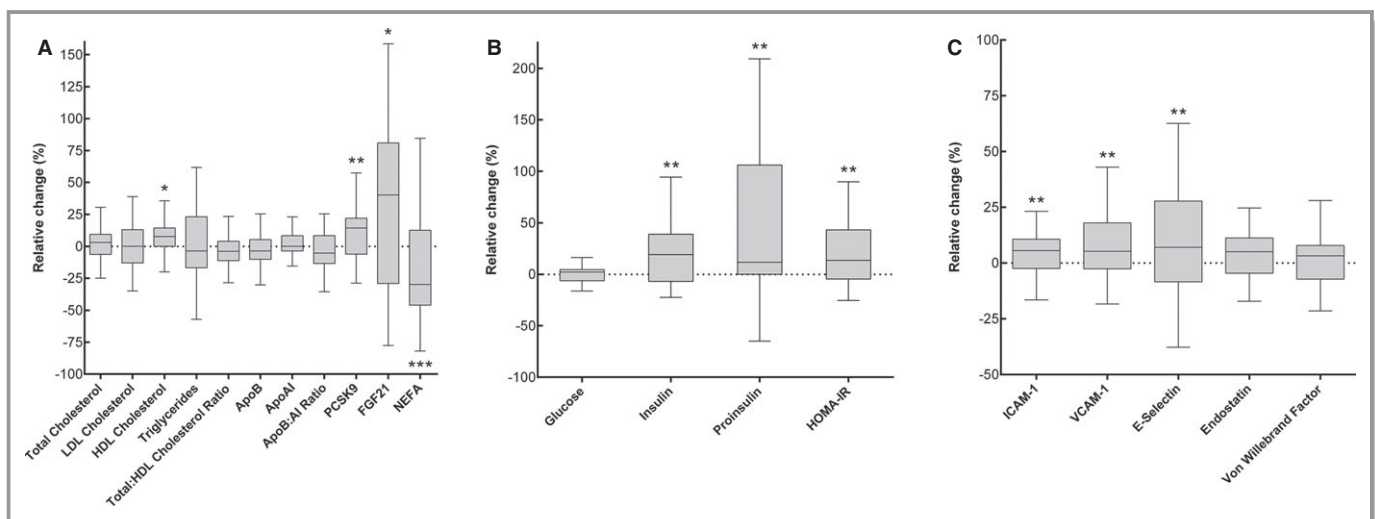 A
Relative change (%)
150
125
100
75
50
25
0
-25
-50
-75
-100
*
**
*
***
Total Cholesterol
LDL Cholesterol
HDL Cholesterol
Triglycerides
Total:HDL Cholesterol Ratio
ApoB
ApoAI
ApoB:AI Ratio
PCSK9
FGF21
NEFA
B
Relative change (%)
200
150
100
50
0
-50
-100
**
**
**
Glucose
Insulin
Proinsulin
HOMA-IR
C
Relative change (%)
100
75
50
25
0
-25
-50
**
**
**
ICAM-1
VCAM-1
E-Selectin
Endostatin
Von Willebrand Factor